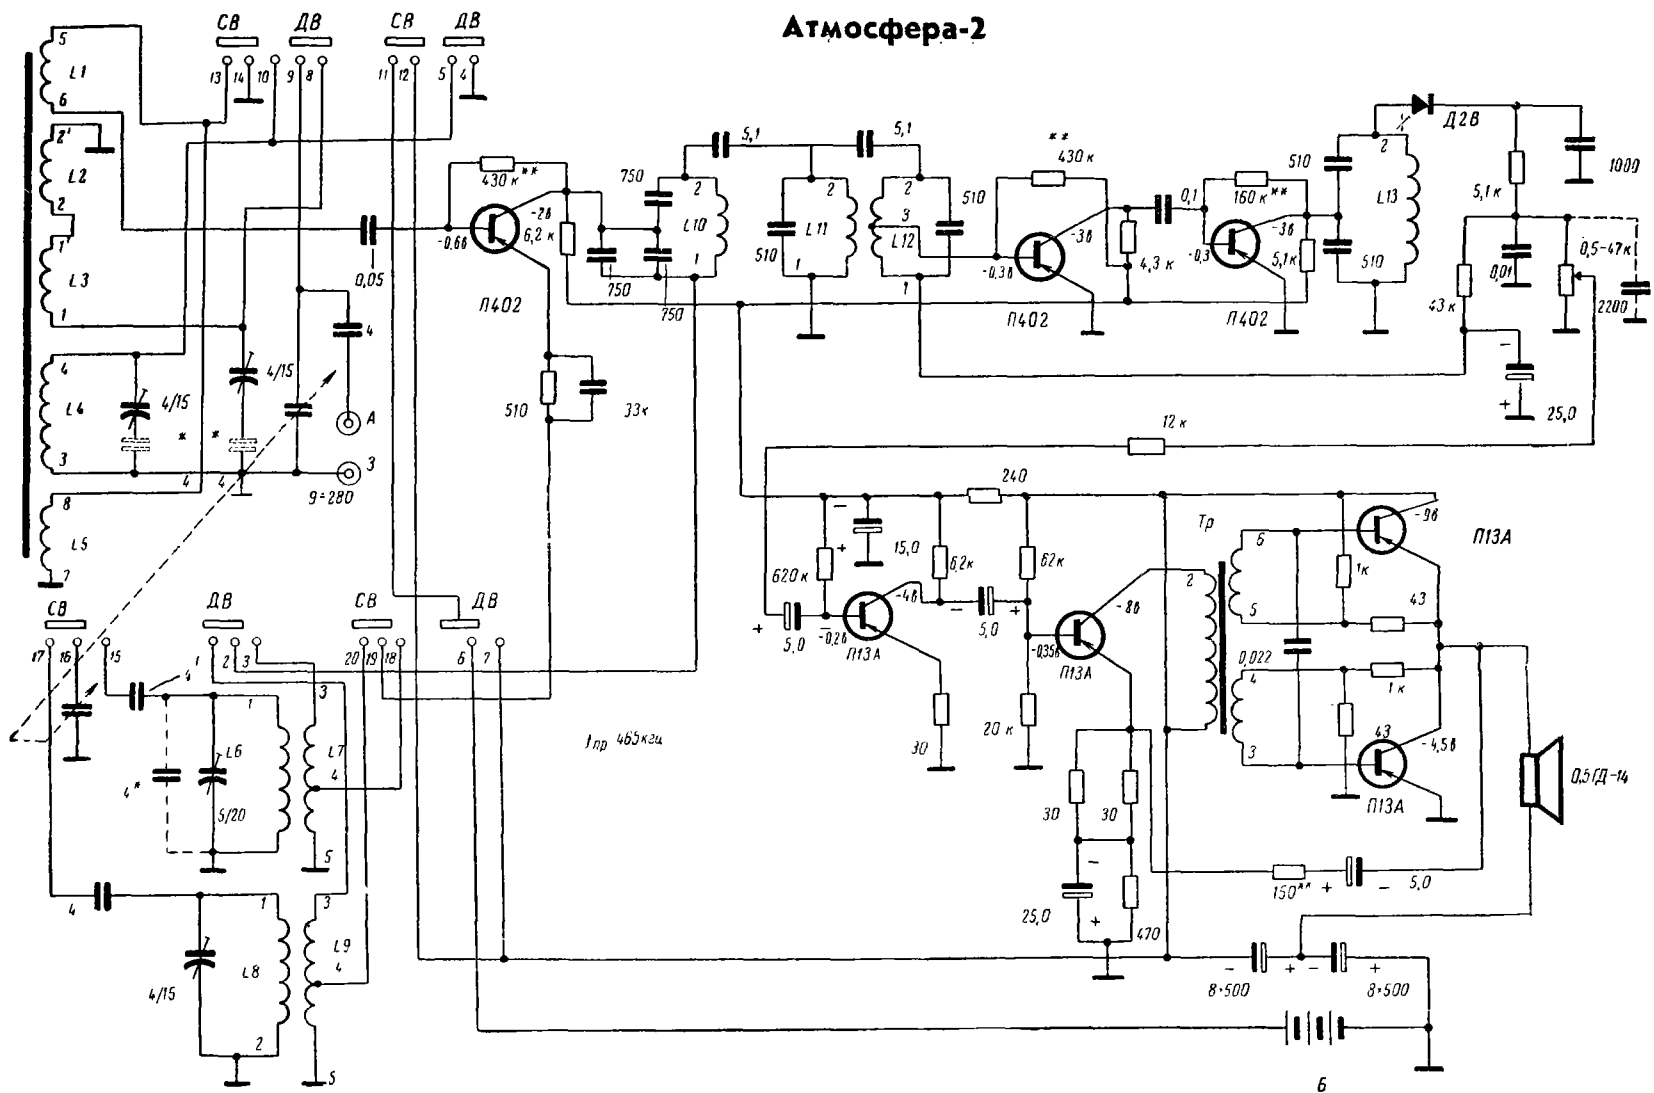 Атмосфера-2
СВ ДВ СВ ДВ
13 14 10 9 8 11 12 5 4
5
L1
6
2'
L2
2
1'
L3
1
4
L4
3
8
L5
7
4/15
4/15
* *
4 4
4
А
З
9÷280
0,05
430 к **
-0,6в
-2в
6,2 к
П402
510
33к
750
750
750
5,1
2
L10
1
5,1
2
L11
1
510
2
3
L12
1
510
**
430 к
-0,3в
-3в
4,3 к
П402
0,1
160к **
-0,3
-3в
5,1к
П402
510
510
2
L13
Д2В
5,1к
1000
43к
0,01
0,5-47к
2200
-
+
25,0
12 к
240
620к
-
+
15,0
6,2к
+
5,0
-
-0,2в
-4в
П13А
30
-
5,0
+
62к
20 к
-0,35в
-8в
П13А
30 30
-
25,0
+
470
Тр
2
6
5
0,022
4
3
1к
43
-9в
П13А
1 к
43
-4,5в
П13А
0,5ГД-14
150**
+
-
5,0
-
+
8×500
-
+
8×500
Б
СВ ДВ СВ ДВ
17 16 15 1 2 3 20 19 18 6 7
4
1
L6
5/20
4*
3
L7
4
5
fпр 465кгц
4
4/15
1
L8
2
3
L9
4
5